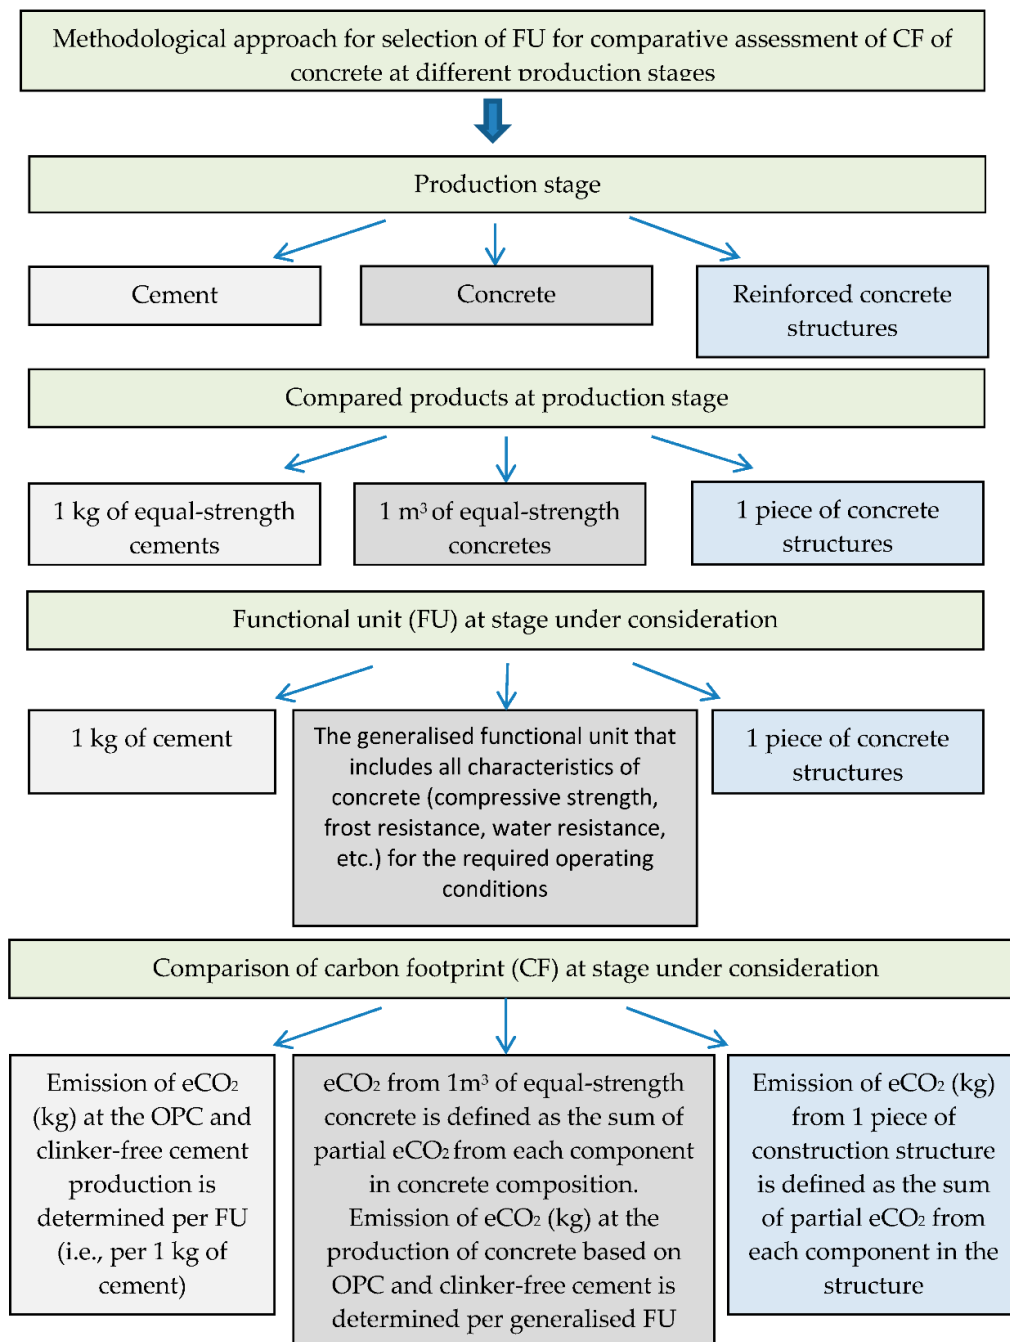 Methodological approach for selection of FU for comparative assessment of CF of
concrete at different production stages
Production stage
Cement
Concrete
Reinforced concrete
structures
Compared products at production stage
1 kg of equal-strength
cements
1 m³ of equal-strength
concretes
1 piece of concrete
structures
Functional unit (FU) at stage under consideration
1 kg of cement
The generalised functional unit that
includes all characteristics of
concrete (compressive strength,
frost resistance, water resistance,
etc.) for the required operating
conditions
1 piece of concrete
structures
Comparison of carbon footprint (CF) at stage under consideration
Emission of eCO₂
(kg) at the OPC and
clinker-free cement
production is
determined per FU
(i.e., per 1 kg of
cement)
eCO₂ from 1m³ of equal-strength
concrete is defined as the sum of
partial eCO₂ from each component
in concrete composition.
Emission of eCO₂ (kg) at the
production of concrete based on
OPC and clinker-free cement is
determined per generalised FU
Emission of eCO₂ (kg)
from 1 piece of
construction structure
is defined as the sum
of partial eCO₂ from
each component in the
structure